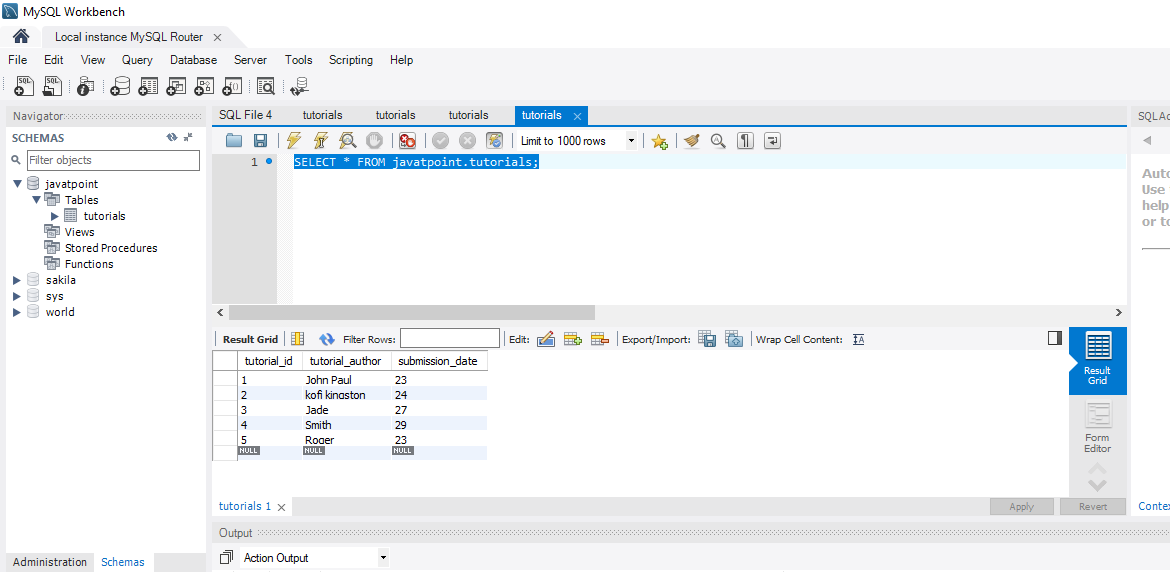 MySQL Workbench
Local instance MySQL Router
File Edit View Query Database Server Tools Scripting Help
Navigator
SCHEMAS
Filter objects
javatpoint
Tables
tutorials
Views
Stored Procedures
Functions
sakila
sys
world
Administration Schemas
SQL File 4 tutorials tutorials tutorials tutorials
Limit to 1000 rows
1 SELECT * FROM javatpoint.tutorials;
Result Grid Filter Rows: Edit: Export/Import: Wrap Cell Content:
tutorial_id tutorial_author submission_date
1 John Paul 23
2 kofi kingston 24
3 Jade 27
4 Smith 29
5 Roger 23
NULL NULL NULL
Result
Grid
Form
Editor
tutorials 1
Apply Revert
Output
Action Output
SQL
Use
help
or